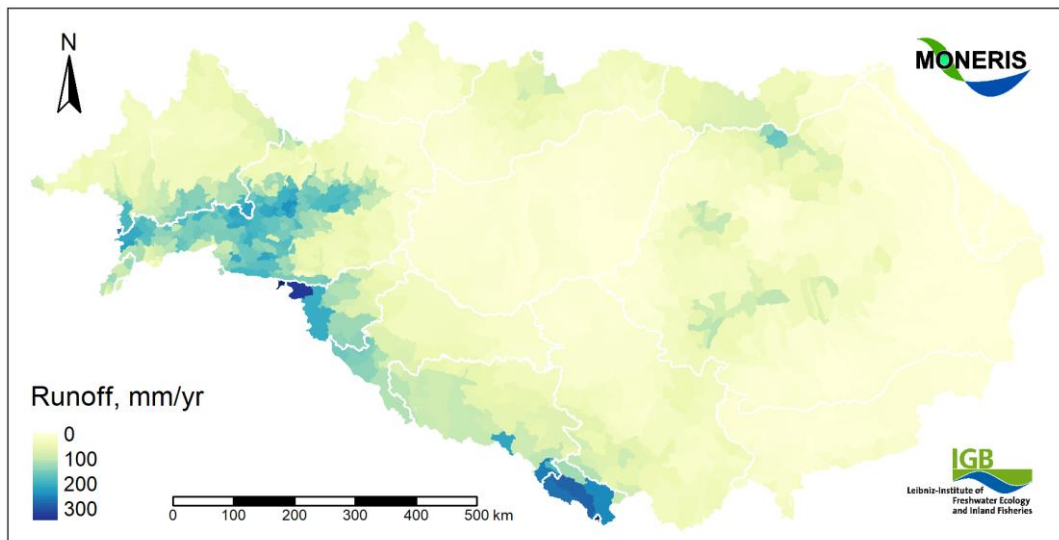 N
MONERIS
Runoff, mm/yr
0
100
200
300
0 100 200 300 400 500 km
IGB
Leibniz-Institute of
Freshwater Ecology
and Inland Fisheries